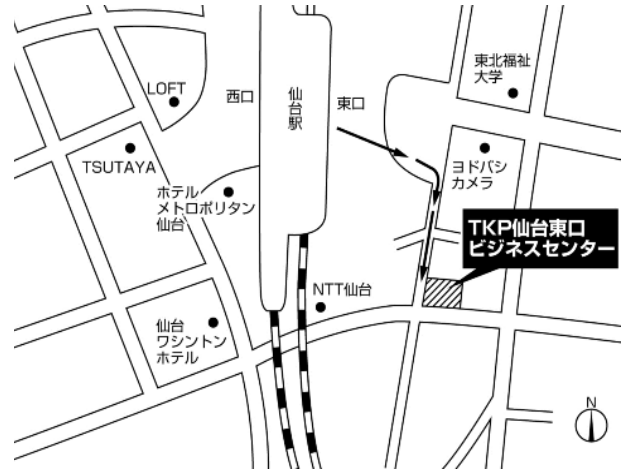 LOFT
西口
仙台駅
東口
東北福祉
大学
TSUTAYA
ヨドバシ
カメラ
ホテル
メトロポリタン
仙台
TKP仙台東口
ビジネスセンター
NTT仙台
仙台
ワシントン
ホテル
N